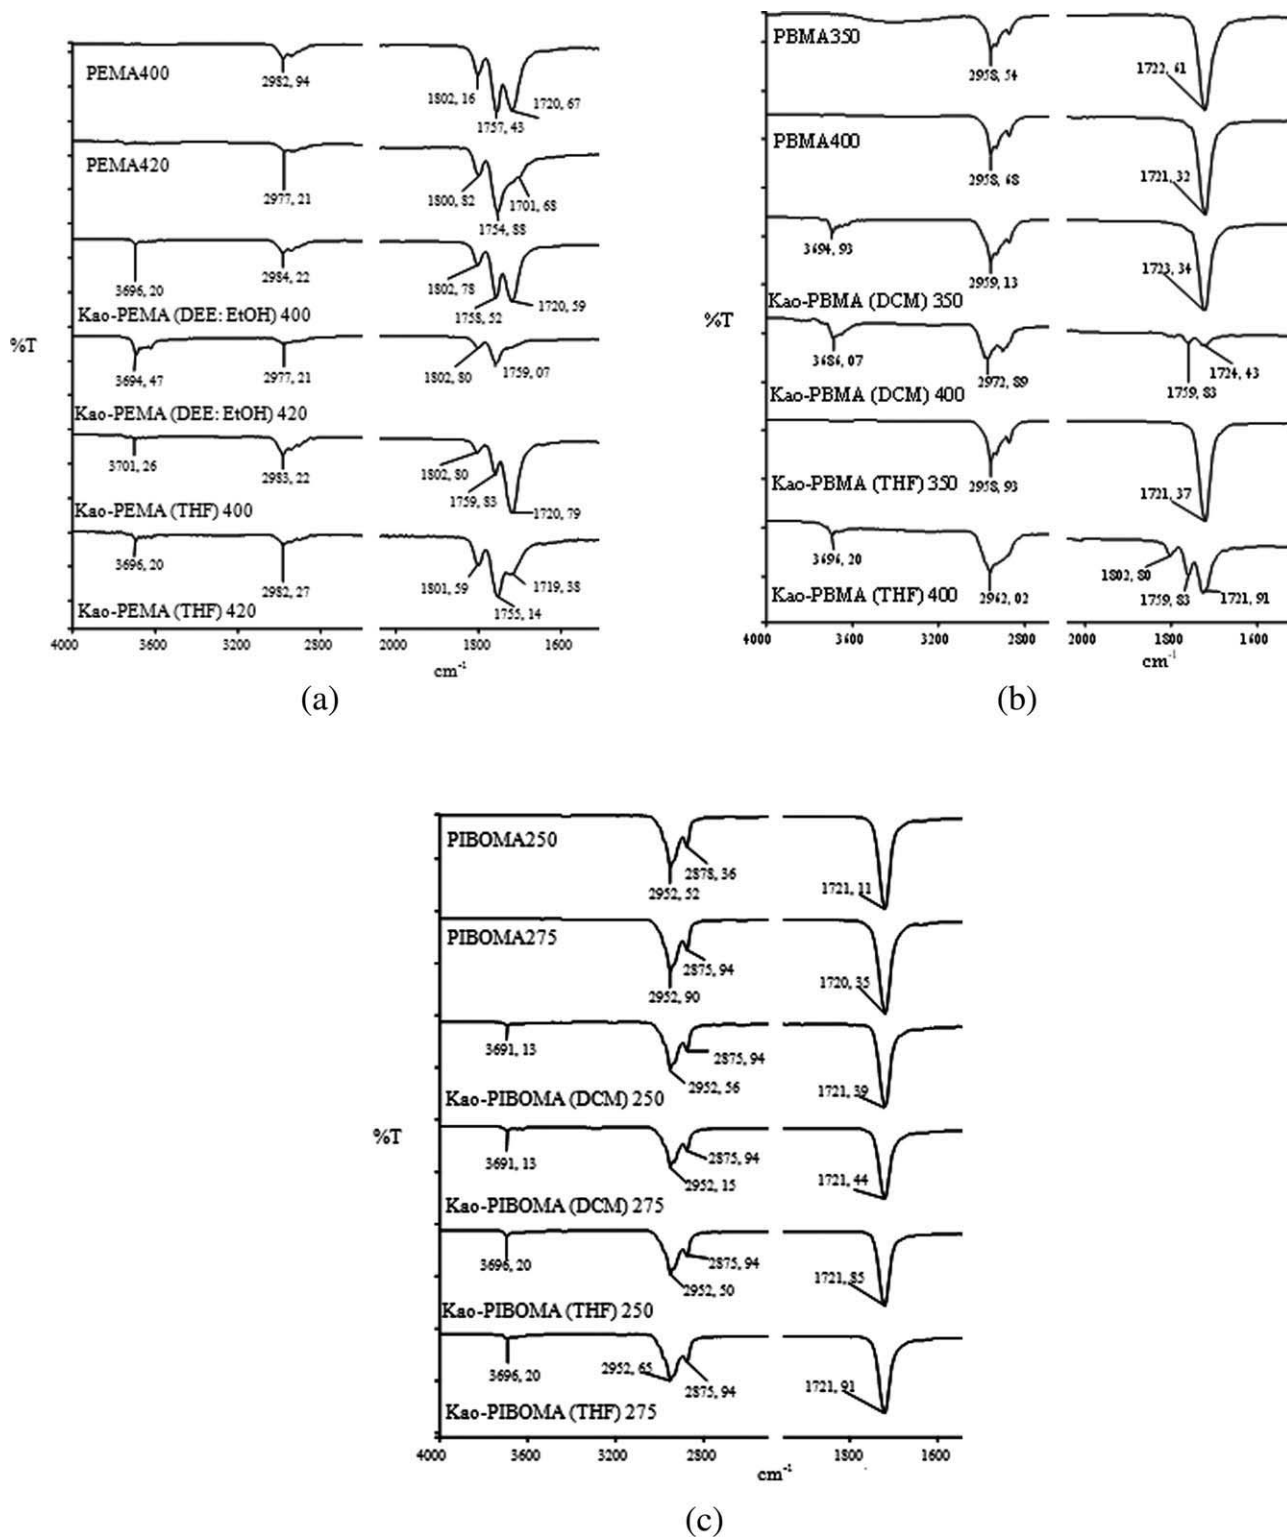 PEMA400
2982, 94
1802, 16
1757, 43
1720, 67
PEMA420
2977, 21
1800, 82
1754, 88
1701, 68
3696, 20
2984, 22
1802, 78
1758, 52
1720, 59
Kao-PEMA (DEE: EtOH) 400
%T
3694, 47
2977, 21
1802, 80
1759, 07
Kao-PEMA (DEE: EtOH) 420
3701, 26
2983, 22
1802, 80
1759, 83
1720, 79
Kao-PEMA (THF) 400
3696, 20
2982, 27
1801, 59
1755, 14
1719, 38
Kao-PEMA (THF) 420
4000 3600 3200 2800 2000 1800 1600
cm-1
(a)
PBMA350
2958, 54
1722, 61
PBMA400
2958, 68
1721, 32
3694, 93
2959, 13
1723, 34
Kao-PBMA (DCM) 350
%T
3686, 07
2972, 89
1759, 83
1724, 43
Kao-PBMA (DCM) 400
2958, 93
1721, 37
Kao-PBMA (THF) 350
3696, 20
2962, 02
1802, 80
1759, 83
1721, 91
Kao-PBMA (THF) 400
4000 3600 3200 2800 2000 1800 1600
cm-1
(b)
PIBOMA250
2952, 52
2878, 36
1721, 11
PIBOMA275
2952, 90
2875, 94
1720, 35
3691, 13
2952, 56
2875, 94
1721, 39
Kao-PIBOMA (DCM) 250
%T
3691, 13
2952, 15
2875, 94
1721, 44
Kao-PIBOMA (DCM) 275
3696, 20
2952, 50
2875, 94
1721, 85
Kao-PIBOMA (THF) 250
3696, 20
2952, 65
2875, 94
1721, 91
Kao-PIBOMA (THF) 275
4000 3600 3200 2800 1800 1600
cm-1
(c)